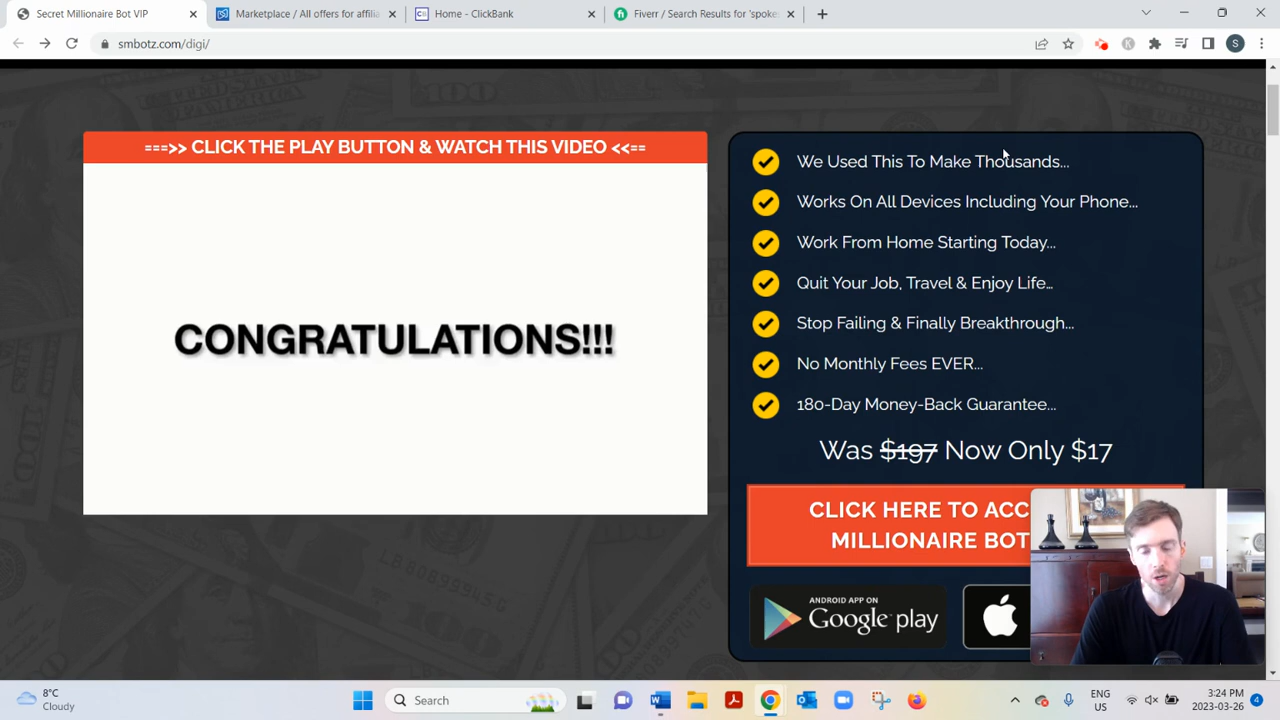 Secret Millionaire Bot VIP
Marketplace / All offers for affilia
Home - ClickBank
Fiverr / Search Results for 'spokes
smbotz.com/digi/
S
===>> CLICK THE PLAY BUTTON & WATCH THIS VIDEO <<==
CONGRATULATIONS!!!
We Used This To Make Thousands...
Works On All Devices Including Your Phone...
Work From Home Starting Today...
Quit Your Job, Travel & Enjoy Life...
Stop Failing & Finally Breakthrough...
No Monthly Fees EVER...
180-Day Money-Back Guarantee...
Was $197 Now Only $17
CLICK HERE TO ACC
MILLIONAIRE BOT
ANDROID APP ON
Google play
8°C
Cloudy
Search
ENG
US
3:24 PM
2023-03-26
4